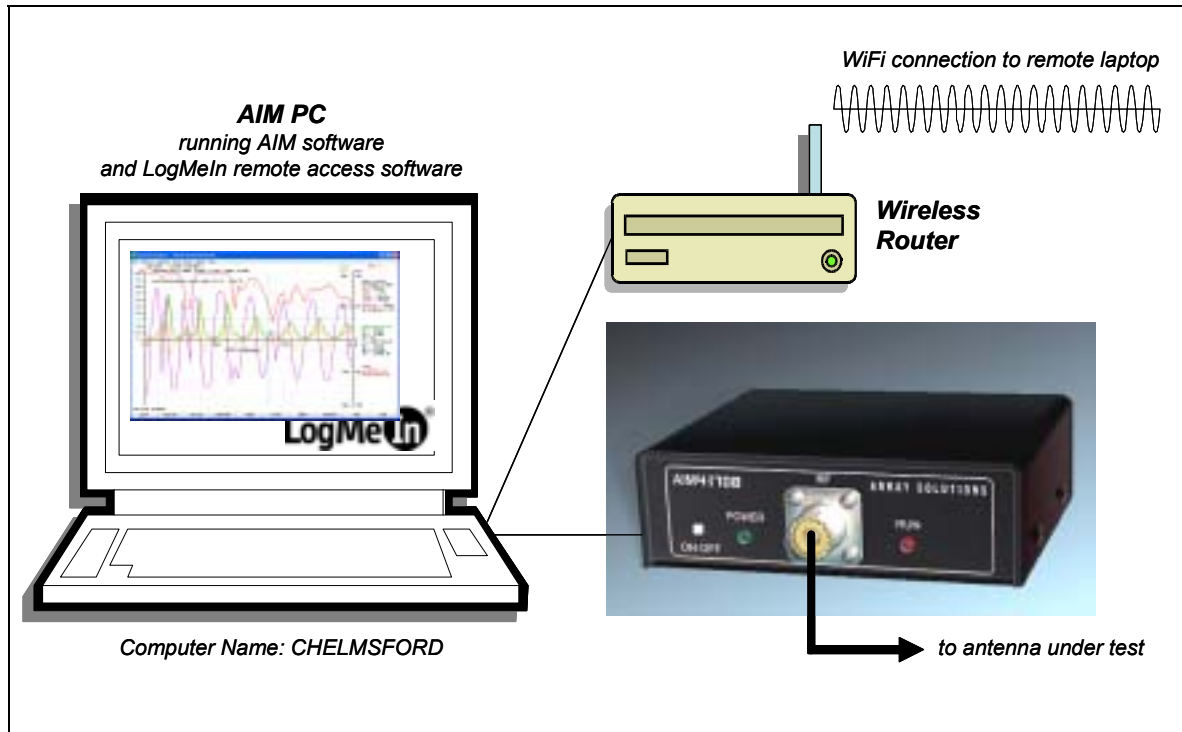 WiFi connection to remote laptop
AIM PC
running AIM software
and LogMeIn remote access software
Wireless
Router
LogMeIn®
AIM4170B
ARRAY SOLUTIONS
POWER
RUN
ON/OFF
Computer Name: CHELMSFORD
to antenna under test